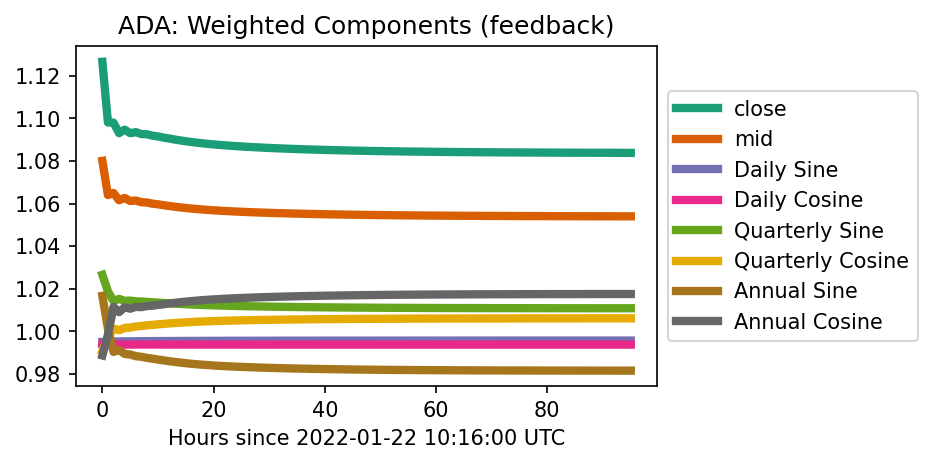 ADA: Weighted Components (feedback)
1.12
1.10
1.08
1.06
1.04
1.02
1.00
0.98
0 20 40 60 80
Hours since 2022-01-22 10:16:00 UTC
close
mid
Daily Sine
Daily Cosine
Quarterly Sine
Quarterly Cosine
Annual Sine
Annual Cosine